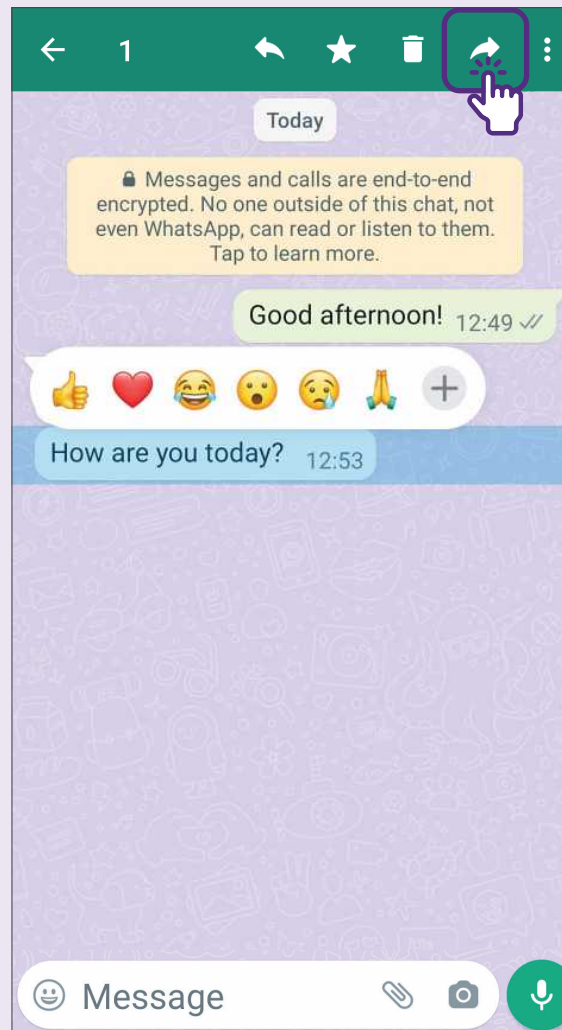 1
Today
Messages and calls are end-to-end
encrypted. No one outside of this chat, not
even WhatsApp, can read or listen to them.
Tap to learn more.
Good afternoon! 12:49
How are you today? 12:53
Message